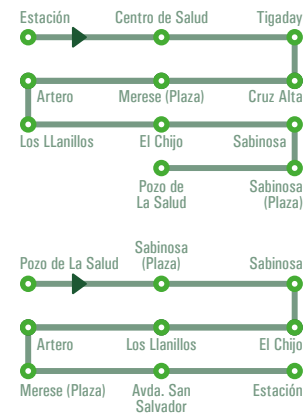 Estación Centro de Salud Tigaday
Artero Merese (Plaza) Cruz Alta
Los LLanillos El Chijo Sabinosa
Pozo de
La Salud
Sabinosa
(Plaza)
Pozo de La Salud
Sabinosa
(Plaza)
Sabinosa
Artero Los Llanillos El Chijo
Merese (Plaza)
Avda. San
Salvador
Estación